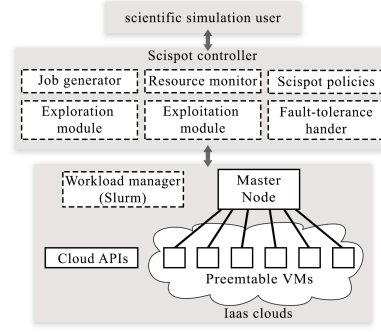 scientific simulation user
Scispot controller
Job generator
Resource monitor
Scispot policies
Exploration
module
Exploitation
module
Fault-tolerance
hander
Workload manager
(Slurm)
Master
Node
Cloud APIs
Preemtable VMs
Iaas clouds